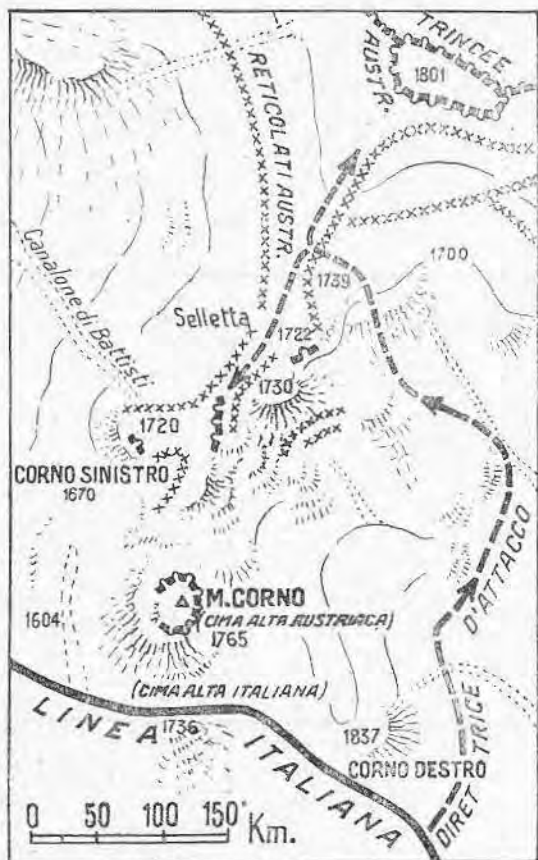 TRINCEE
AUSTR.
1801
RETICOLATI AUSTR.
1700
1739
Canalone di Battisti
Selletta
1722
1730
1720
CORNO SINISTRO
1670
D'ATTACCO
M. CORNO
(CIMA ALTA AUSTRIACA)
1765
1604
(CIMA ALTA ITALIANA)
LINEA ITALIANA
1736
1837
CORNO DESTRO
DIRETTRICE
0 50 100 150 Km.